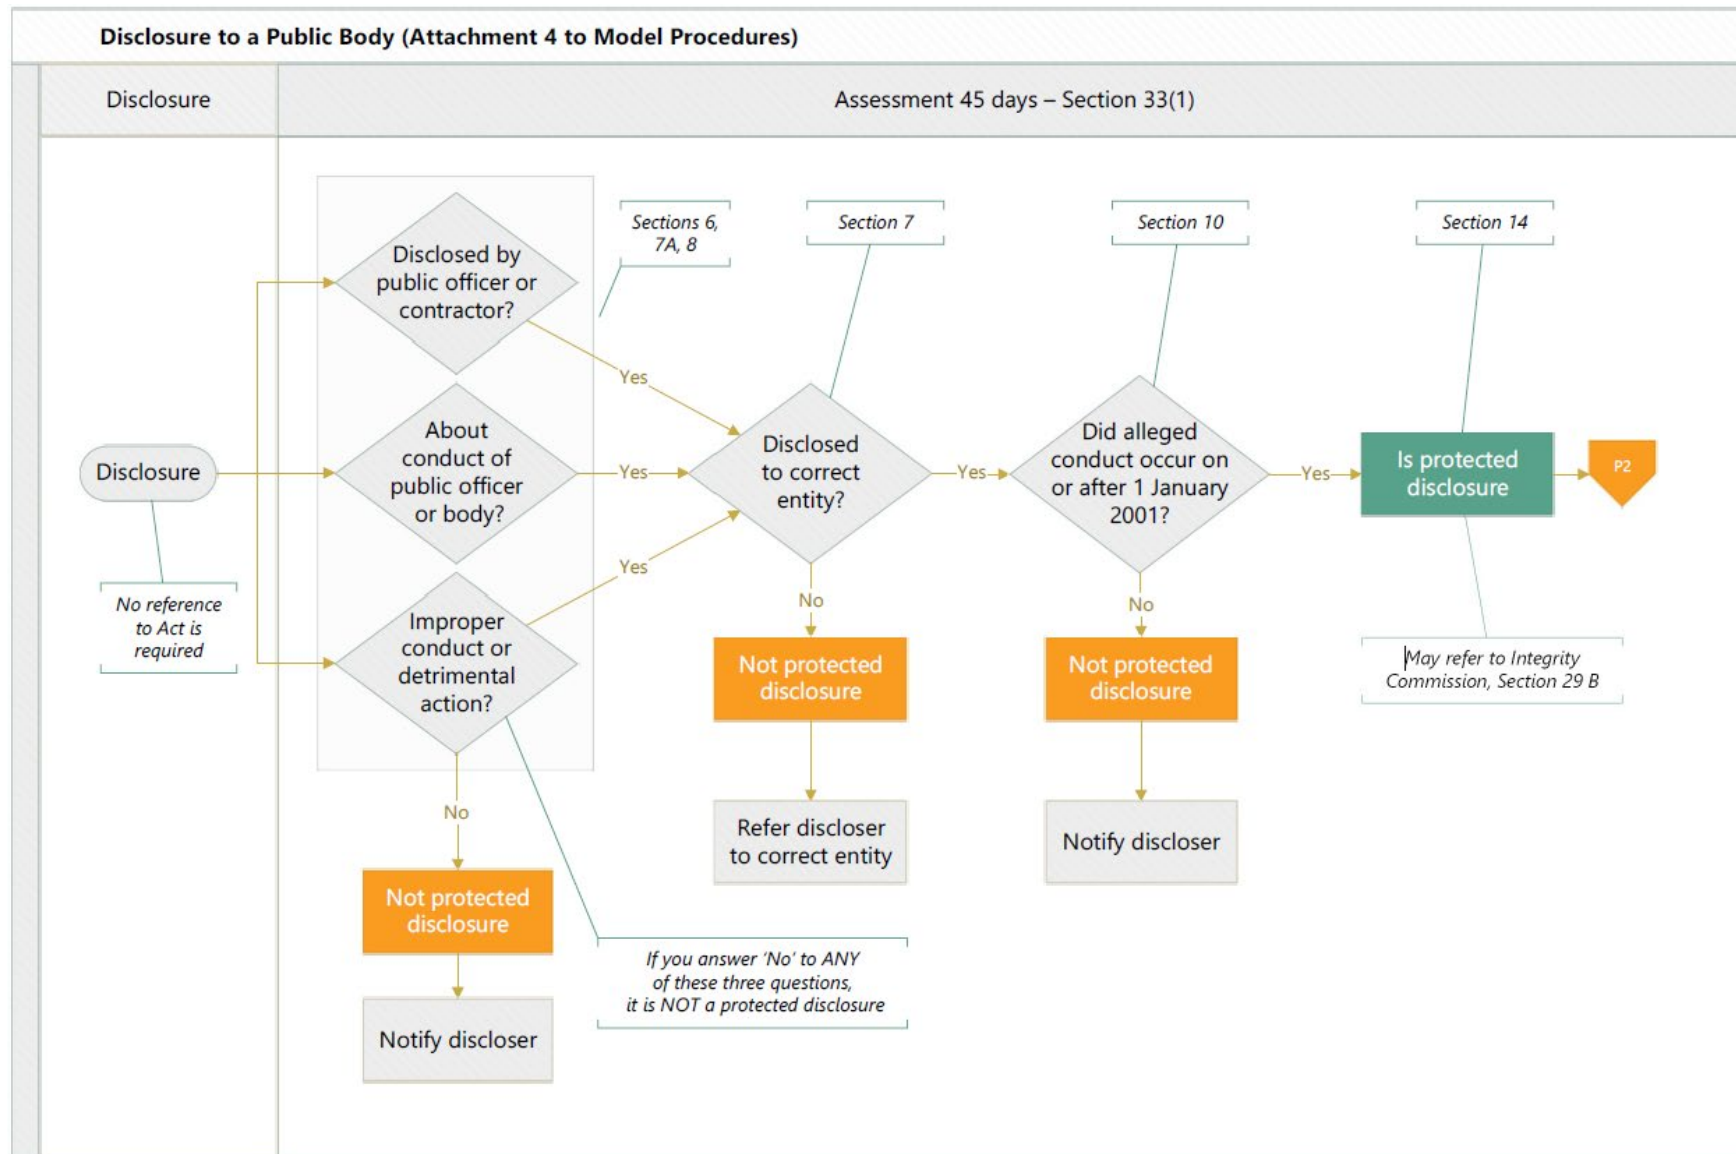 Disclosure to a Public Body (Attachment 4 to Model Procedures)
Disclosure
Assessment 45 days – Section 33(1)
Disclosure
No reference
to Act is
required
Disclosed by
public officer or
contractor?
Sections 6,
7A, 8
Yes
About
conduct of
public officer
or body?
Yes
Improper
conduct or
detrimental
action?
Yes
No
Not protected
disclosure
Notify discloser
If you answer ‘No’ to ANY
of these three questions,
it is NOT a protected disclosure
Section 7
Disclosed
to correct
entity?
Yes
No
Not protected
disclosure
Refer discloser
to correct entity
Section 10
Did alleged
conduct occur on
or after 1 January
2001?
Yes
No
Not protected
disclosure
Notify discloser
Section 14
Is protected
disclosure
P2
May refer to Integrity
Commission, Section 29 B